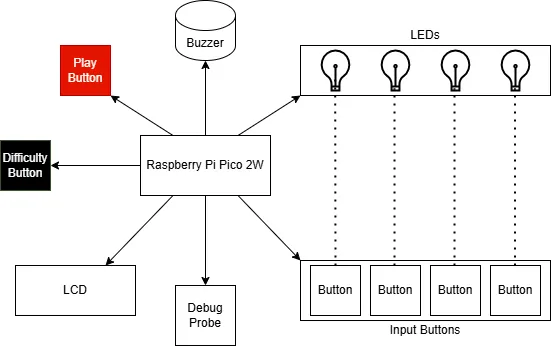 Buzzer
LEDs
Play
Button
Difficulty
Button
Raspberry Pi Pico 2W
LCD
Debug
Probe
Button
Button
Button
Button
Input Buttons